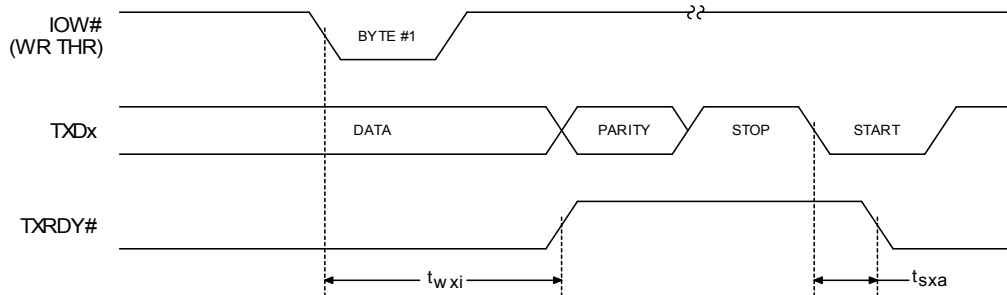 IOW#
(WR THR)
BYTE #1
TXDx
DATA
PARITY
STOP
START
TXRDY#
twxi
tsxa